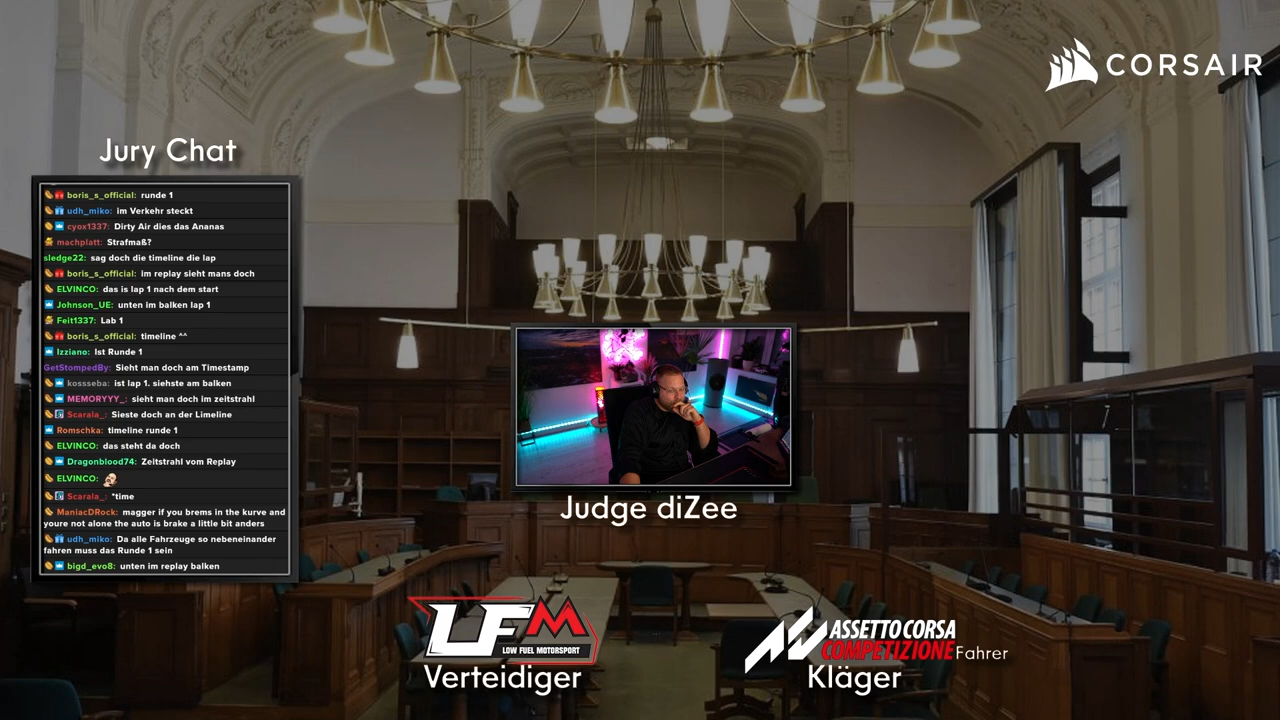 CORSAIR
Jury Chat
boris_s_official: runde 1
udh_miko: im Verkehr steckt
cyox1337: Dirty Air dies das Ananas
machplatt: Strafmaß?
sledge22: sag doch die timeline die lap
boris_s_official: im replay sieht mans doch
ELVINCO: das is lap 1 nach dem start
Johnson_UE: unten im balken lap 1
Feit1337: Lab 1
boris_s_official: timeline ^^
Izziano: Ist Runde 1
GetStompedBy: Sieht man doch am Timestamp
kossseba: ist lap 1. siehste am balken
MEMORYYY_: sieht man doch im zeitstrahl
Scarala_: Sieste doch an der Limeline
Romschka: timeline runde 1
ELVINCO: das steht da doch
Dragonblood74: Zeitstrahl vom Replay
ELVINCO:
Scarala_: *time
ManiacDRock: magger if you brems in the kurve and
youre not alone the auto is brake a little bit anders
udh_miko: Da alle Fahrzeuge so nebeneinander
fahren muss das Runde 1 sein
bigd_evo8: unten im replay balken
Judge diZee
LFM
LOW FUEL MOTORSPORT
Verteidiger
ASSETTO CORSA
COMPETIZIONE Fahrer
Kläger